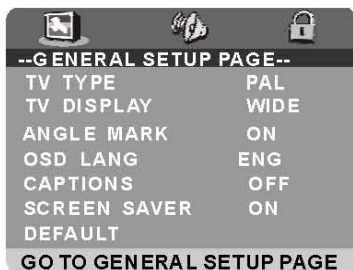 --GENERAL SETUP PAGE--
TV TYPE PAL
TV DISPLAY WIDE
ANGLE MARK ON
OSD LANG ENG
CAPTIONS OFF
SCREEN SAVER ON
DEFAULT
GO TO GENERAL SETUP PAGE